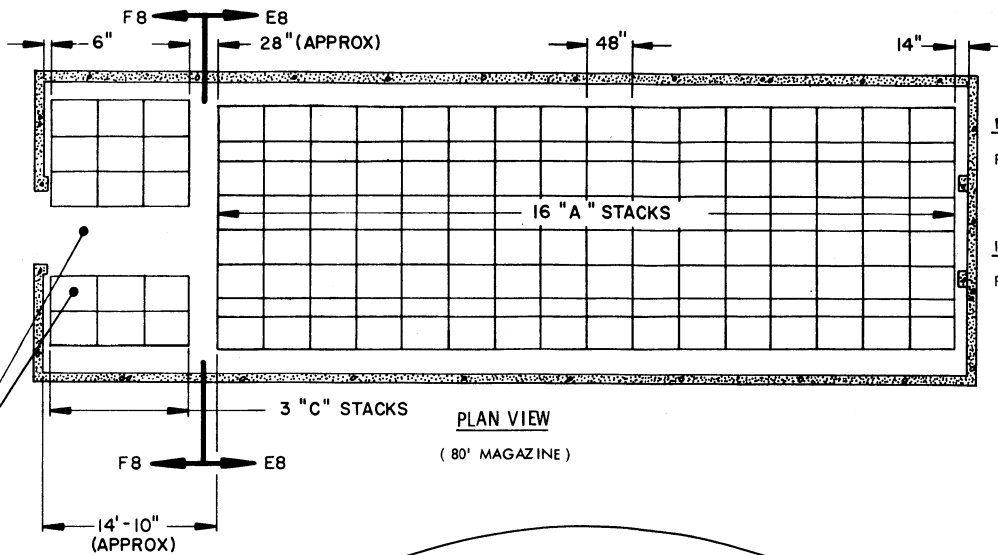 F8 E8
6" 28" (APPROX) 48" 14"
16 "A" STACKS
3 "C" STACKS
PLAN VIEW
( 80' MAGAZINE )
F8 E8
14'-10"
(APPROX)